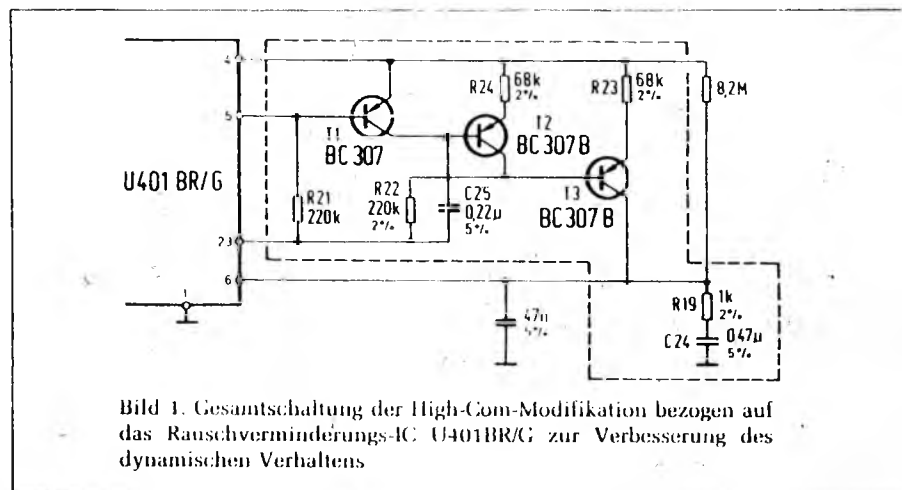 4
R24 68k 2%
R23 68k 2%
8,2M
5
T1
BC 307
T2
BC 307B
U401 BR/G
R21
220k
R22
220k
2%
C25
0,22µ
5%
T3
BC 307B
23
6
1
47n
5%
R19 1k
2%
C24 0,47µ
5%
Bild 1. Gesamtschaltung der High-Com-Modifikation bezogen auf
das Rauschverminderungs-IC U401BR/G zur Verbesserung des
dynamischen Verhaltens